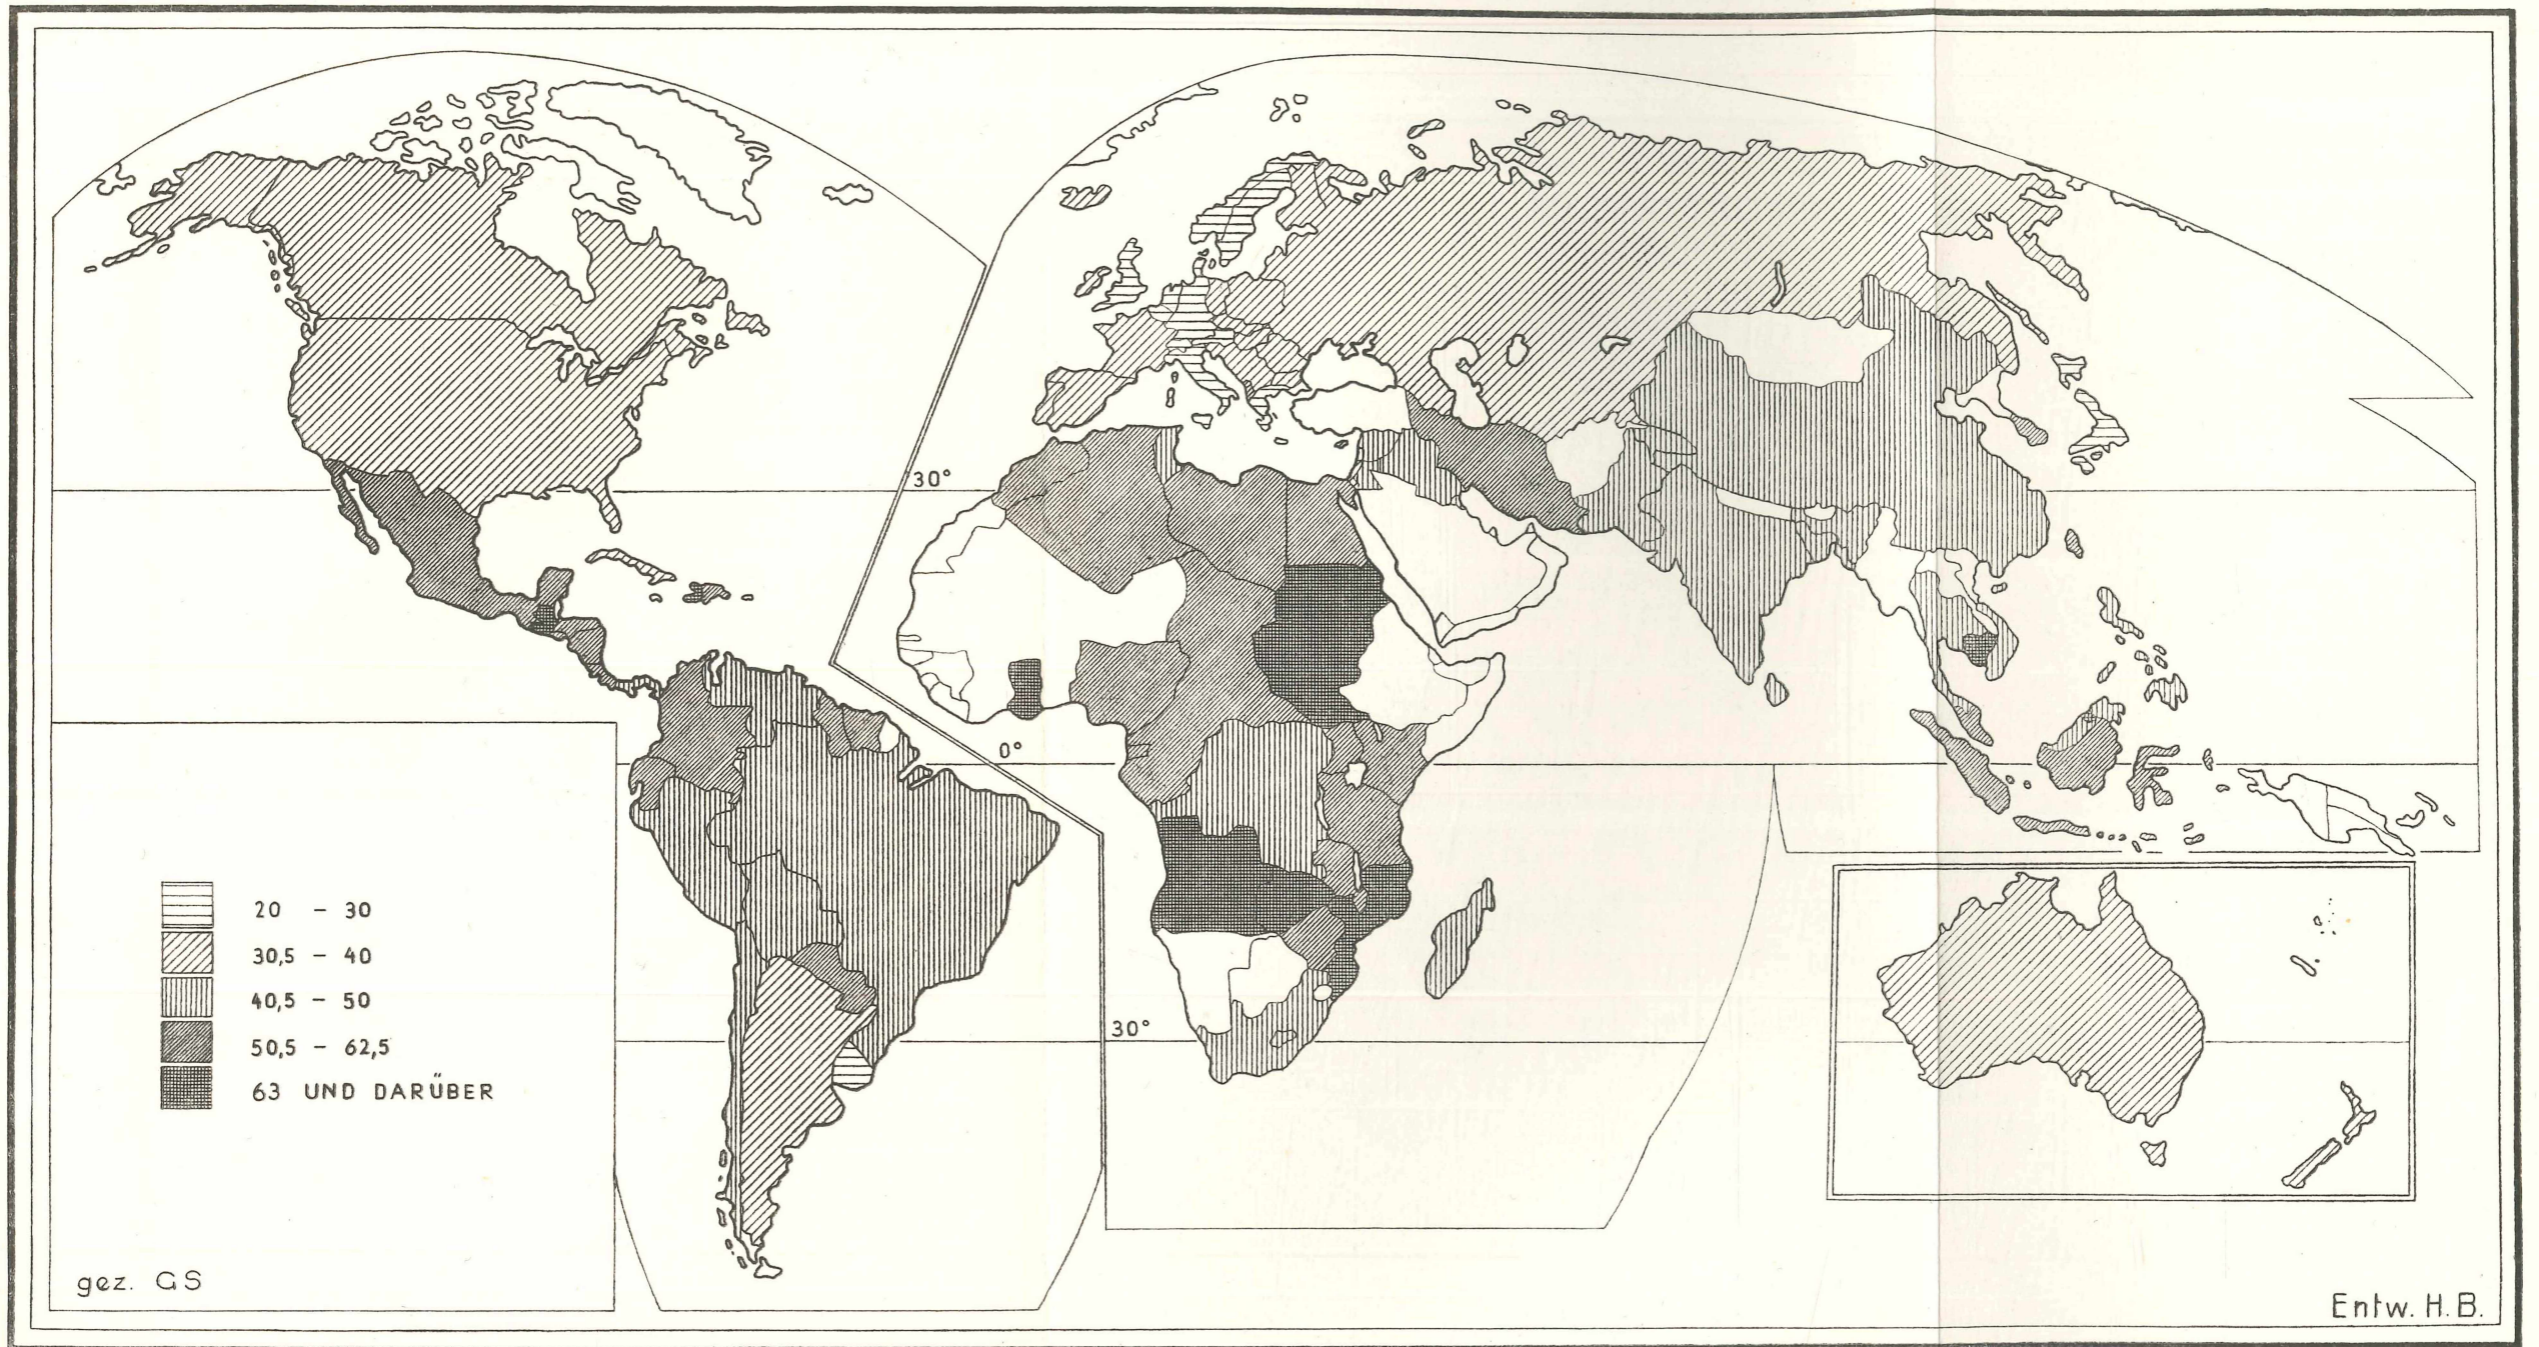 30°
0°
30°
20 – 30
30,5 – 40
40,5 – 50
50,5 – 62,5
63 UND DARÜBER
gez. GS
Entw. H.B.